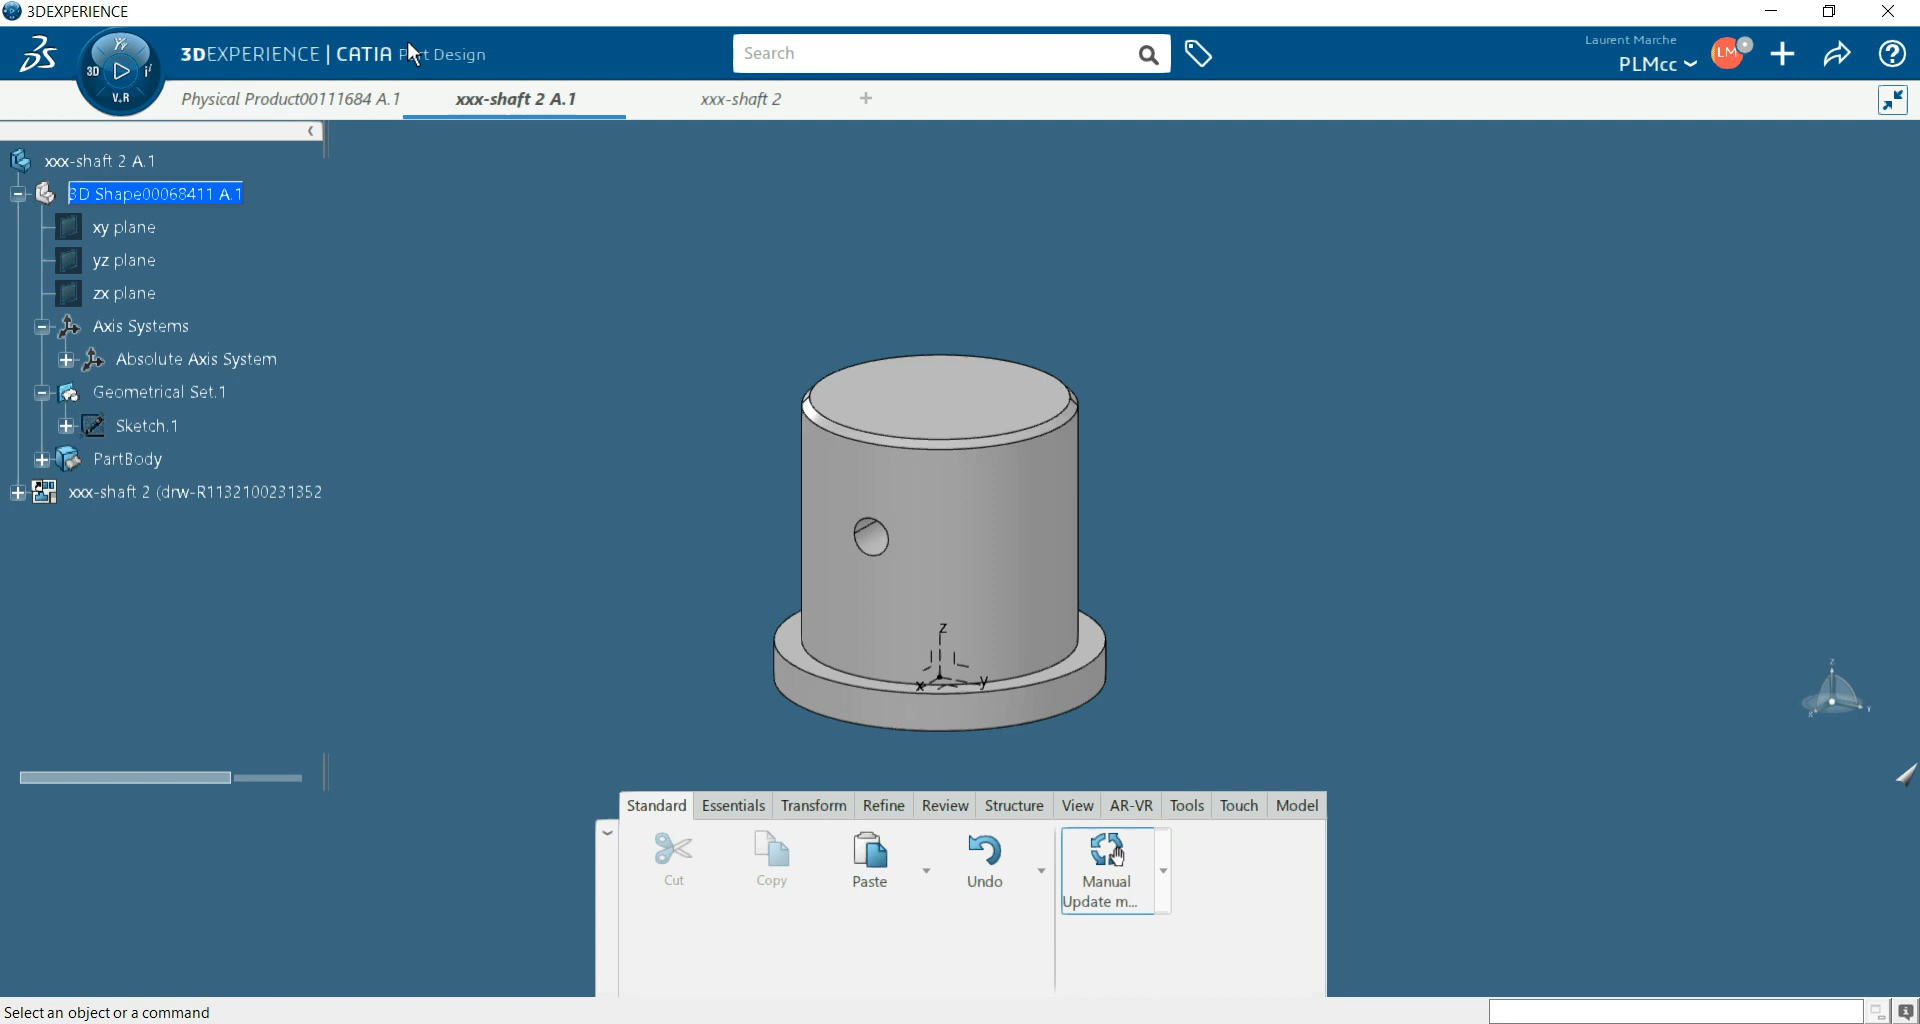 3DEXPERIENCE
3DEXPERIENCE | CATIA Part Design
Search
Laurent Marche
PLMcc
LM
3D
V.R
Physical Product00111684 A.1
xxx-shaft 2 A.1
xxx-shaft 2
xxx-shaft 2 A.1
3D Shape00068411 A.1
xy plane
yz plane
zx plane
Axis Systems
Absolute Axis System
Geometrical Set.1
Sketch.1
PartBody
xxx-shaft 2 (drw-R1132100231352
z
x
y
z
x
y
Standard
Essentials
Transform
Refine
Review
Structure
View
AR-VR
Tools
Touch
Model
Cut
Copy
Paste
Undo
Manual
Update m...
Select an object or a command